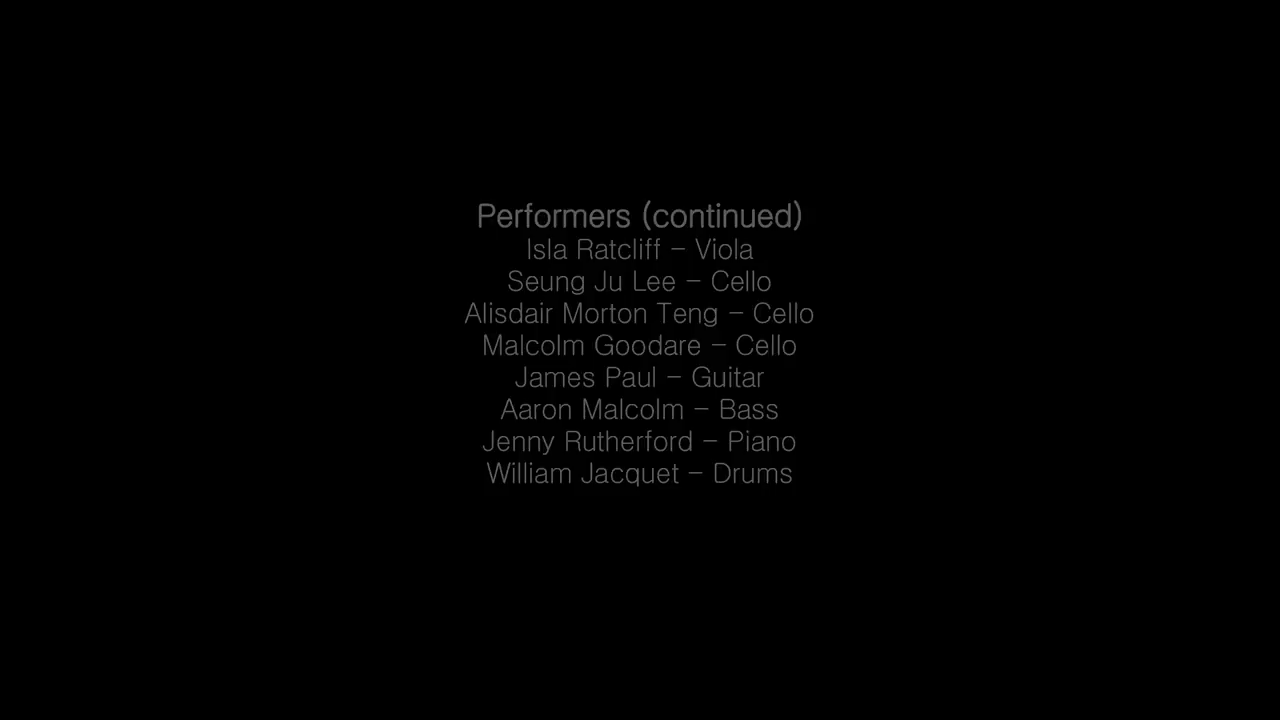 Performers (continued)
Isla Ratcliff – Viola
Seung Ju Lee – Cello
Alisdair Morton Teng – Cello
Malcolm Goodare – Cello
James Paul – Guitar
Aaron Malcolm – Bass
Jenny Rutherford – Piano
William Jacquet – Drums